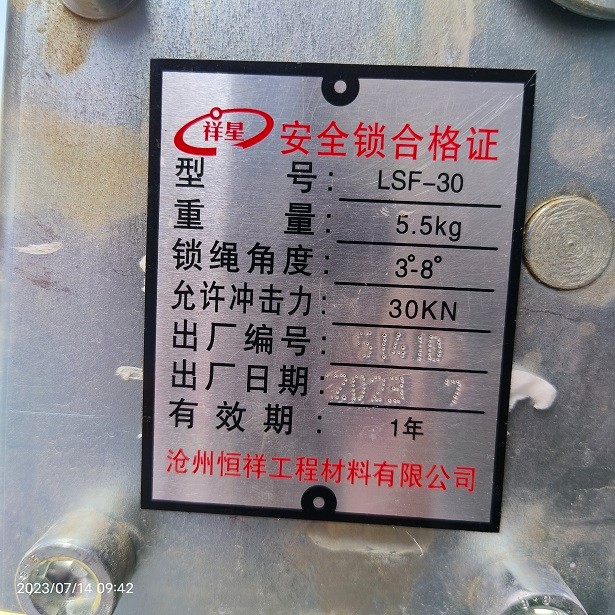 祥星 安全锁合格证
型 号: LSF-30
重 量: 5.5kg
锁绳角度: 3°-8°
允许冲击力: 30KN
出厂编号:
出厂日期: 2023 7
有 效 期: 1年
沧州恒祥工程材料有限公司
2023/07/14 09:42